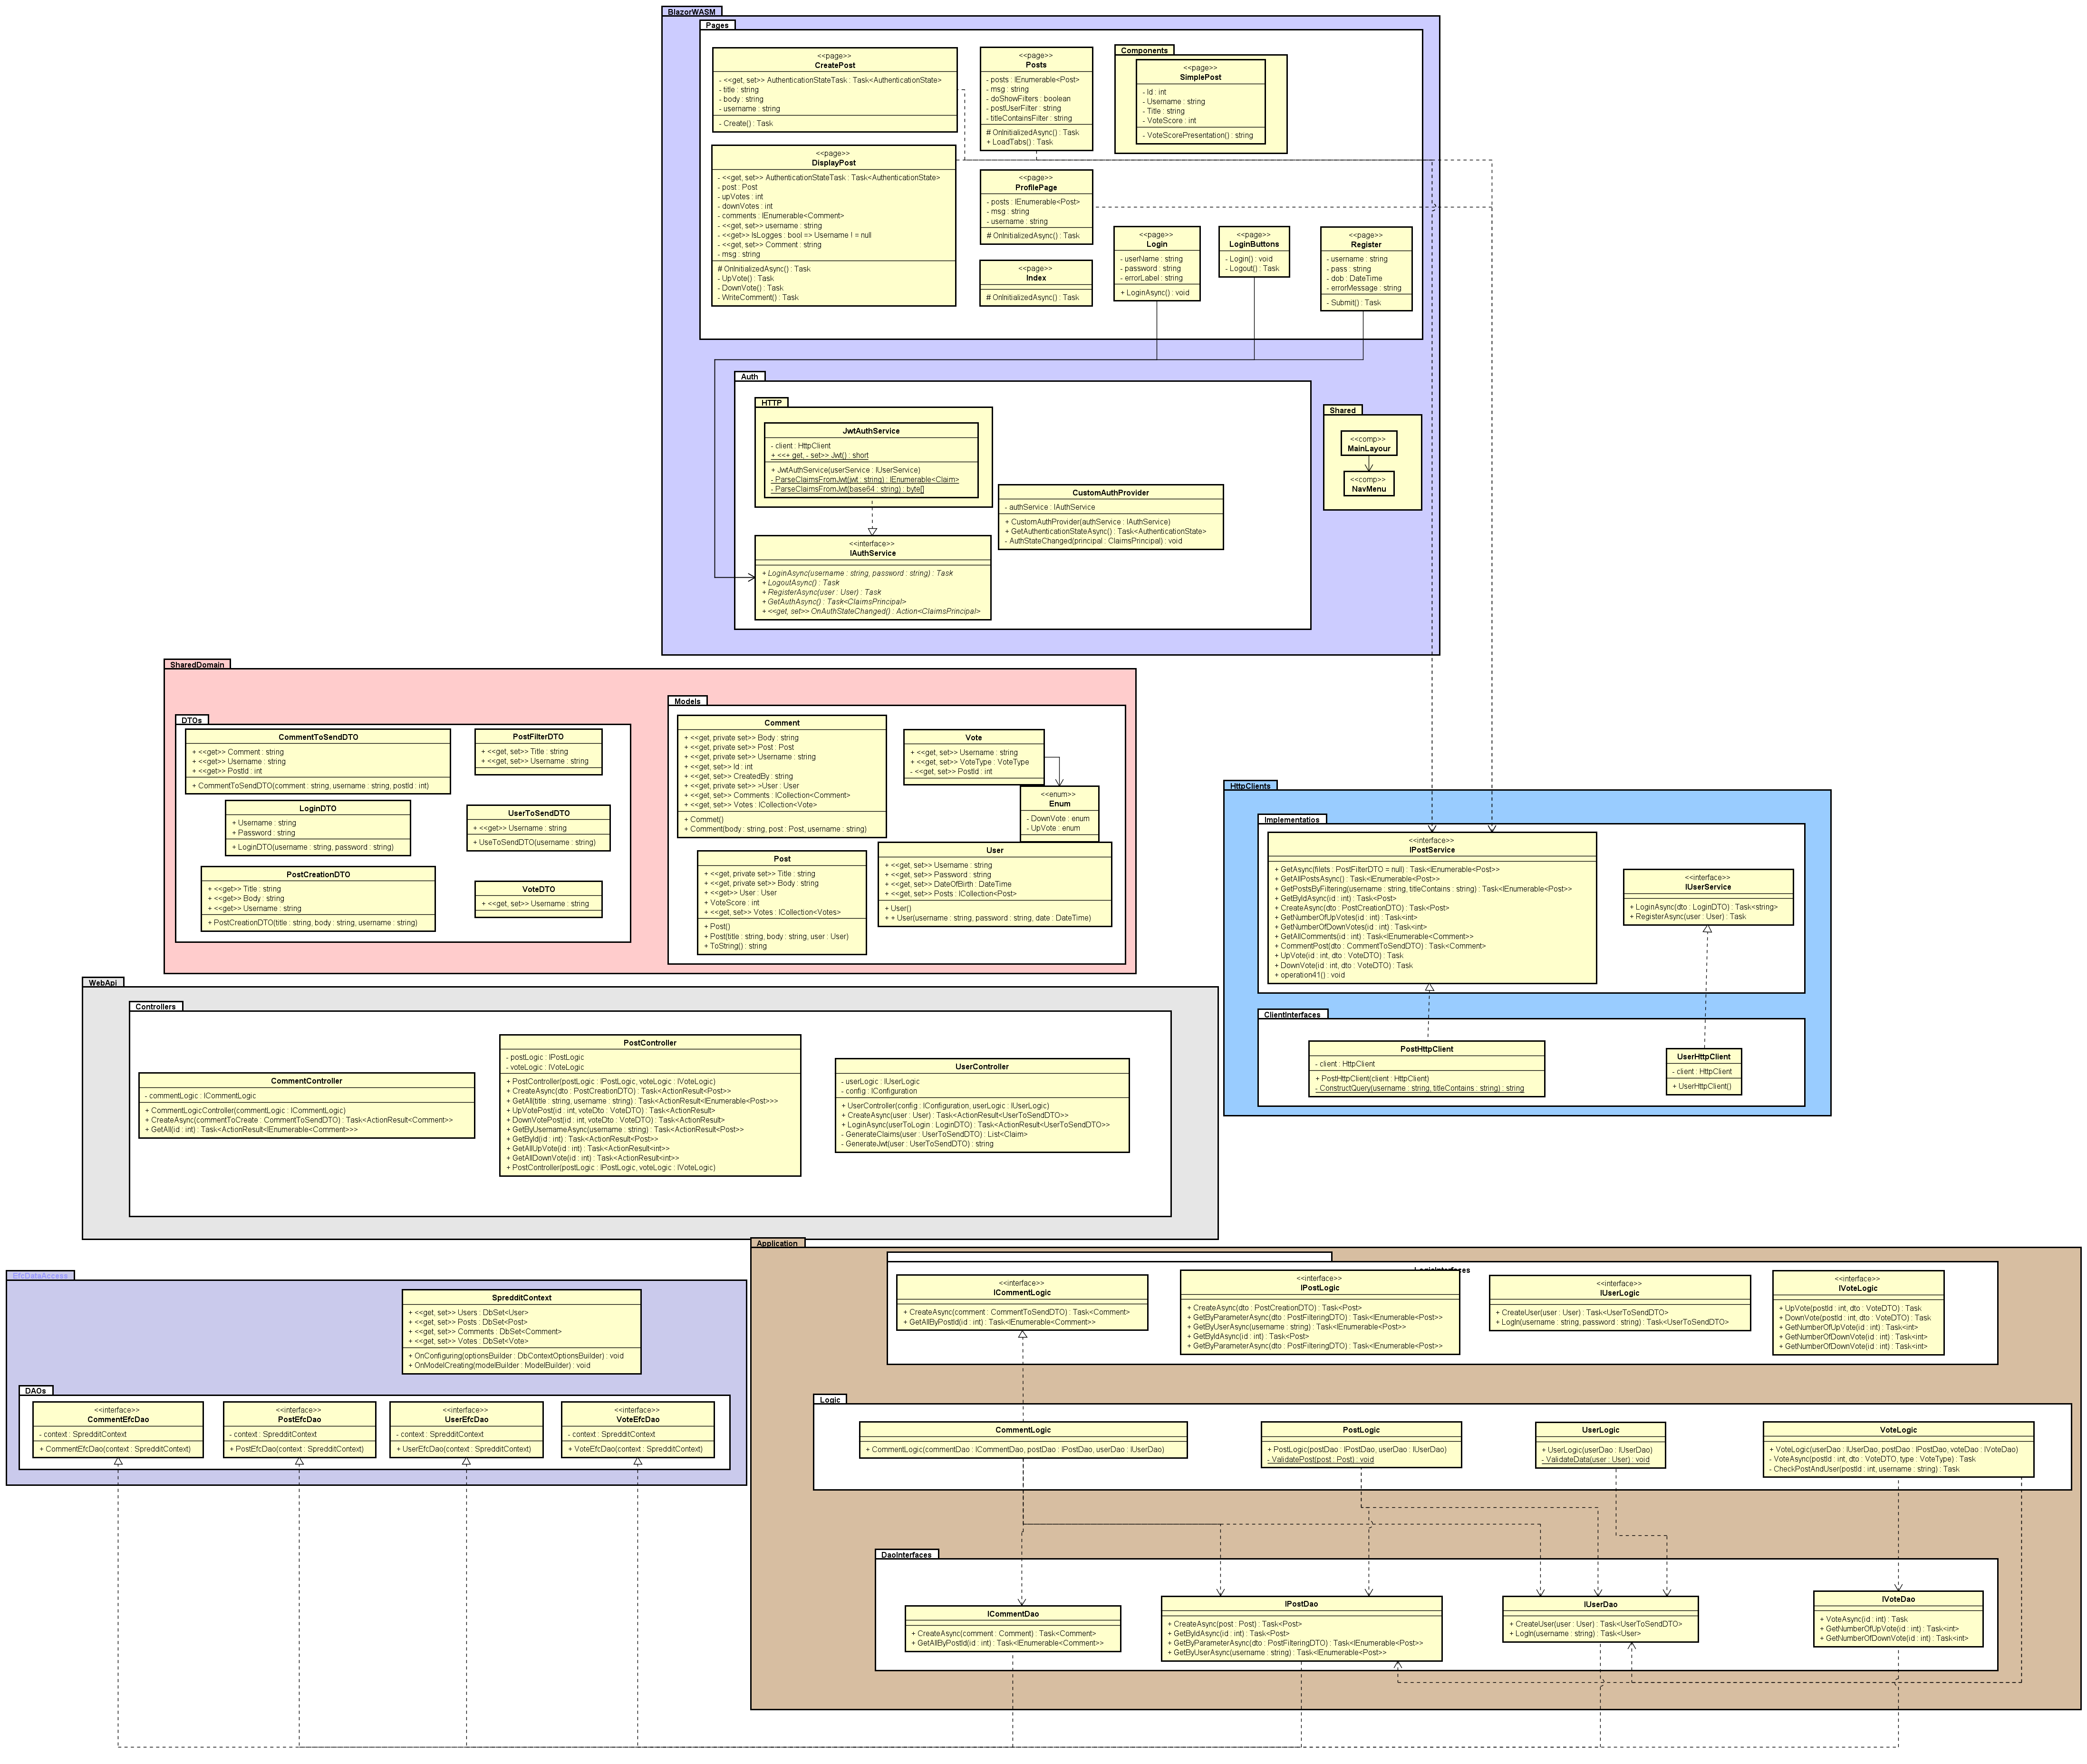 BlazorWASM
Pages
<<page>>
CreatePost
- <<get, set>> AuthenticationStateTask : Task<AuthenticationState>
- title : string
- body : string
- username : string
- Create() : Task
<<page>>
Posts
- posts : IEnumerable<Post>
- msg : string
- doShowFilters : boolean
- postUserFilter : string
- titleContainsFilter : string
# OnInitializedAsync() : Task
+ LoadTabs() : Task
Components
<<page>>
SimplePost
- Id : int
- Username : string
- Title : string
- VoteScore : int
- VoteScorePresentation() : string
<<page>>
DisplayPost
- <<get, set>> AuthenticationStateTask : Task<AuthenticationState>
- post : Post
- upVotes : int
- downVotes : int
- comments : IEnumerable<Comment>
- <<get, set>> username : string
- <<get>> IsLogges : bool => Username ! = null
- <<get, set>> Comment : string
- msg : string
# OnInitializedAsync() : Task
- UpVote() : Task
- DownVote() : Task
- WriteComment() : Task
<<page>>
ProfilePage
- posts : IEnumerable<Post>
- msg : string
- username : string
# OnInitializedAsync() : Task
<<page>>
Index
# OnInitializedAsync() : Task
<<page>>
Login
- userName : string
- password : string
- errorLabel : string
+ LoginAsync() : void
<<page>>
LoginButtons
- Login() : void
- Logout() : Task
<<page>>
Register
- username : string
- pass : string
- dob : DateTime
- errorMessage : string
- Submit() : Task
Auth
HTTP
JwtAuthService
- client : HttpClient
+ <<+ get, - set>> Jwt() : short
+ JwtAuthService(userService : IUserService)
- ParseClaimsFromJwt(jwt : string) : IEnumerable<Claim>
- ParseClaimsFromJwt(base64 : string) : byte[]
CustomAuthProvider
- authService : IAuthService
+ CustomAuthProvider(authService : IAuthService)
+ GetAuthenticationStateAsync() : Task<AuthenticationState>
- AuthStateChanged(principal : ClaimsPrincipal) : void
<<interface>>
IAuthService
+ LoginAsync(username : string, password : string) : Task
+ LogoutAsync() : Task
+ RegisterAsync(user : User) : Task
+ GetAuthAsync() : Task<ClaimsPrincipal>
+ <<get, set>> OnAuthStateChanged() : Action<ClaimsPrincipal>
Shared
<<comp>>
MainLayour
<<comp>>
NavMenu
SharedDomain
DTOs
CommentToSendDTO
+ <<get>> Comment : string
+ <<get>> Username : string
+ <<get>> PostId : int
+ CommentToSendDTO(comment : string, username : string, postId : int)
PostFilterDTO
+ <<get, set>> Title : string
+ <<get, set>> Username : string
LoginDTO
+ Username : string
+ Password : string
+ LoginDTO(username : string, password : string)
UserToSendDTO
+ <<get>> Username : string
+ UseToSendDTO(username : string)
PostCreationDTO
+ <<get>> Title : string
+ <<get>> Body : string
+ <<get>> Username : string
+ PostCreationDTO(title : string, body : string, username : string)
VoteDTO
+ <<get, set>> Username : string
Models
Comment
+ <<get, private set>> Body : string
+ <<get, private set>> Post : Post
+ <<get, private set>> Username : string
+ <<get, set>> Id : int
+ <<get, set>> CreatedBy : string
+ <<get, private set>> >User : User
+ <<get, set>> Comments : ICollection<Comment>
+ <<get, set>> Votes : ICollection<Vote>
+ Commet()
+ Comment(body : string, post : Post, username : string)
Vote
+ <<get, set>> Username : string
+ <<get, set>> VoteType : VoteType
- <<get, set>> PostId : int
<<enum>>
Enum
- DownVote : enum
- UpVote : enum
Post
+ <<get, private set>> Title : string
+ <<get, private set>> Body : string
+ <<get>> User : User
+ VoteScore : int
+ <<get, set>> Votes : ICollection<Votes>
+ Post()
+ Post(title : string, body : string, user : User)
+ ToString() : string
User
+ <<get, set>> Username : string
+ <<get, set>> Password : string
+ <<get, set>> DateOfBirth : DateTime
+ <<get, set>> Posts : ICollection<Post>
+ User()
+ + User(username : string, password : string, date : DateTime)
HttpClients
Implementatios
<<interface>>
IPostService
+ GetAsync(filets : PostFilterDTO = null) : Task<IEnumerable<Post>>
+ GetAllPostsAsync() : Task<IEnumerable<Post>>
+ GetPostsByFiltering(username : string, titleContains : string) : Task<IEnumerable<Post>>
+ GetByIdAsync(id : int) : Task<Post>
+ CreateAsync(dto : PostCreationDTO) : Task<Post>
+ GetNumberOfUpVotes(id : int) : Task<int>
+ GetNumberOfDownVotes(id : int) : Task<int>
+ GetAllComments(id : int) : Task<IEnumerable<Comment>>
+ CommentPost(dto : CommentToSendDTO) : Task<Comment>
+ UpVote(id : int, dto : VoteDTO) : Task
+ DownVote(id : int, dto : VoteDTO) : Task
+ operation41() : void
<<interface>>
IUserService
+ LoginAsync(dto : LoginDTO) : Task<string>
+ RegisterAsync(user : User) : Task
ClientInterfaces
PostHttpClient
- client : HttpClient
+ PostHttpClient(client : HttpClient)
- ConstructQuery(username : string, titleContains : string) : string
UserHttpClient
- client : HttpClient
+ UserHttpClient()
WebApi
Controllers
CommentController
- commentLogic : ICommentLogic
+ CommentLogicController(commentLogic : ICommentLogic)
+ CreateAsync(commentToCreate : CommentToSendDTO) : Task<ActionResult<Comment>>
+ GetAll(id : int) : Task<ActionResult<IEnumerable<Comment>>>
PostController
- postLogic : IPostLogic
- voteLogic : IVoteLogic
+ PostController(postLogic : IPostLogic, voteLogic : IVoteLogic)
+ CreateAsync(dto : PostCreationDTO) : Task<ActionResult<Post>>
+ GetAll(title : string, username : string) : Task<ActionResult<IEnumerable<Post>>>
+ UpVotePost(id : int, voteDto : VoteDTO) : Task<ActionResult>
+ DownVotePost(id : int, voteDto : VoteDTO) : Task<ActionResult>
+ GetByUsernameAsync(username : string) : Task<ActionResult<Post>>
+ GetById(id : int) : Task<ActionResult<Post>>
+ GetAllUpVote(id : int) : Task<ActionResult<int>>
+ GetAllDownVote(id : int) : Task<ActionResult<int>>
+ PostController(postLogic : IPostLogic, voteLogic : IVoteLogic)
UserController
- userLogic : IUserLogic
- config : IConfiguration
+ UserController(config : IConfiguration, userLogic : IUserLogic)
+ CreateAsync(user : User) : Task<ActionResult<UserToSendDTO>>
+ LoginAsync(userToLogin : LoginDTO) : Task<ActionResult<UserToSendDTO>>
- GenerateClaims(user : UserToSendDTO) : List<Claim>
- GenerateJwt(user : UserToSendDTO) : string
EfcDataAccess
SpredditContext
+ <<get, set>> Users : DbSet<User>
+ <<get, set>> Posts : DbSet<Post>
+ <<get, set>> Comments : DbSet<Comment>
+ <<get, set>> Votes : DbSet<Vote>
+ OnConfiguring(optionsBuilder : DbContextOptionsBuilder) : void
+ OnModelCreating(modelBuilder : ModelBuilder) : void
DAOs
<<interface>>
CommentEfcDao
- context : SpredditContext
+ CommentEfcDao(context : SpredditContext)
<<interface>>
PostEfcDao
- context : SpredditContext
+ PostEfcDao(context : SpredditContext)
<<interface>>
UserEfcDao
- context : SpredditContext
+ UserEfcDao(context : SpredditContext)
<<interface>>
VoteEfcDao
- context : SpredditContext
+ VoteEfcDao(context : SpredditContext)
Application
LogicInterfaces
<<interface>>
ICommentLogic
+ CreateAsync(comment : CommentToSendDTO) : Task<Comment>
+ GetAllByPostId(id : int) : Task<IEnumerable<Comment>>
<<interface>>
IPostLogic
+ CreateAsync(dto : PostCreationDTO) : Task<Post>
+ GetByParameterAsync(dto : PostFilteringDTO) : Task<IEnumerable<Post>>
+ GetByUserAsync(username : string) : Task<IEnumerable<Post>>
+ GetByIdAsync(id : int) : Task<Post>
+ GetByParameterAsync(dto : PostFilteringDTO) : Task<IEnumerable<Post>>
<<interface>>
IUserLogic
+ CreateUser(user : User) : Task<UserToSendDTO>
+ LogIn(username : string, password : string) : Task<UserToSendDTO>
<<interface>>
IVoteLogic
+ UpVote(postId : int, dto : VoteDTO) : Task
+ DownVote(postId : int, dto : VoteDTO) : Task
+ GetNumberOfUpVote(id : int) : Task<int>
+ GetNumberOfDownVote(id : int) : Task<int>
+ GetNumberOfDownVote(id : int) : Task<int>
Logic
CommentLogic
+ CommentLogic(commentDao : ICommentDao, postDao : IPostDao, userDao : IUserDao)
PostLogic
+ PostLogic(postDao : IPostDao, userDao : IUserDao)
- ValidatePost(post : Post) : void
UserLogic
+ UserLogic(userDao : IUserDao)
- ValidateData(user : User) : void
VoteLogic
+ VoteLogic(userDao : IUserDao, postDao : IPostDao, voteDao : IVoteDao)
- VoteAsync(postId : int, dto : VoteDTO, type : VoteType) : Task
- CheckPostAndUser(postId : int, username : string) : Task
DaoInterfaces
ICommentDao
+ CreateAsync(comment : Comment) : Task<Comment>
+ GetAllByPostId(id : int) : Task<IEnumerable<Comment>>
IPostDao
+ CreateAsync(post : Post) : Task<Post>
+ GetByIdAsync(id : int) : Task<Post>
+ GetByParameterAsync(dto : PostFilteringDTO) : Task<IEnumerable<Post>>
+ GetByUserAsync(username : string) : Task<IEnumerable<Post>>
IUserDao
+ CreateUser(user : User) : Task<UserToSendDTO>
+ LogIn(username : string) : Task<User>
IVoteDao
+ VoteAsync(id : int) : Task
+ GetNumberOfUpVote(id : int) : Task<int>
+ GetNumberOfDownVote(id : int) : Task<int>